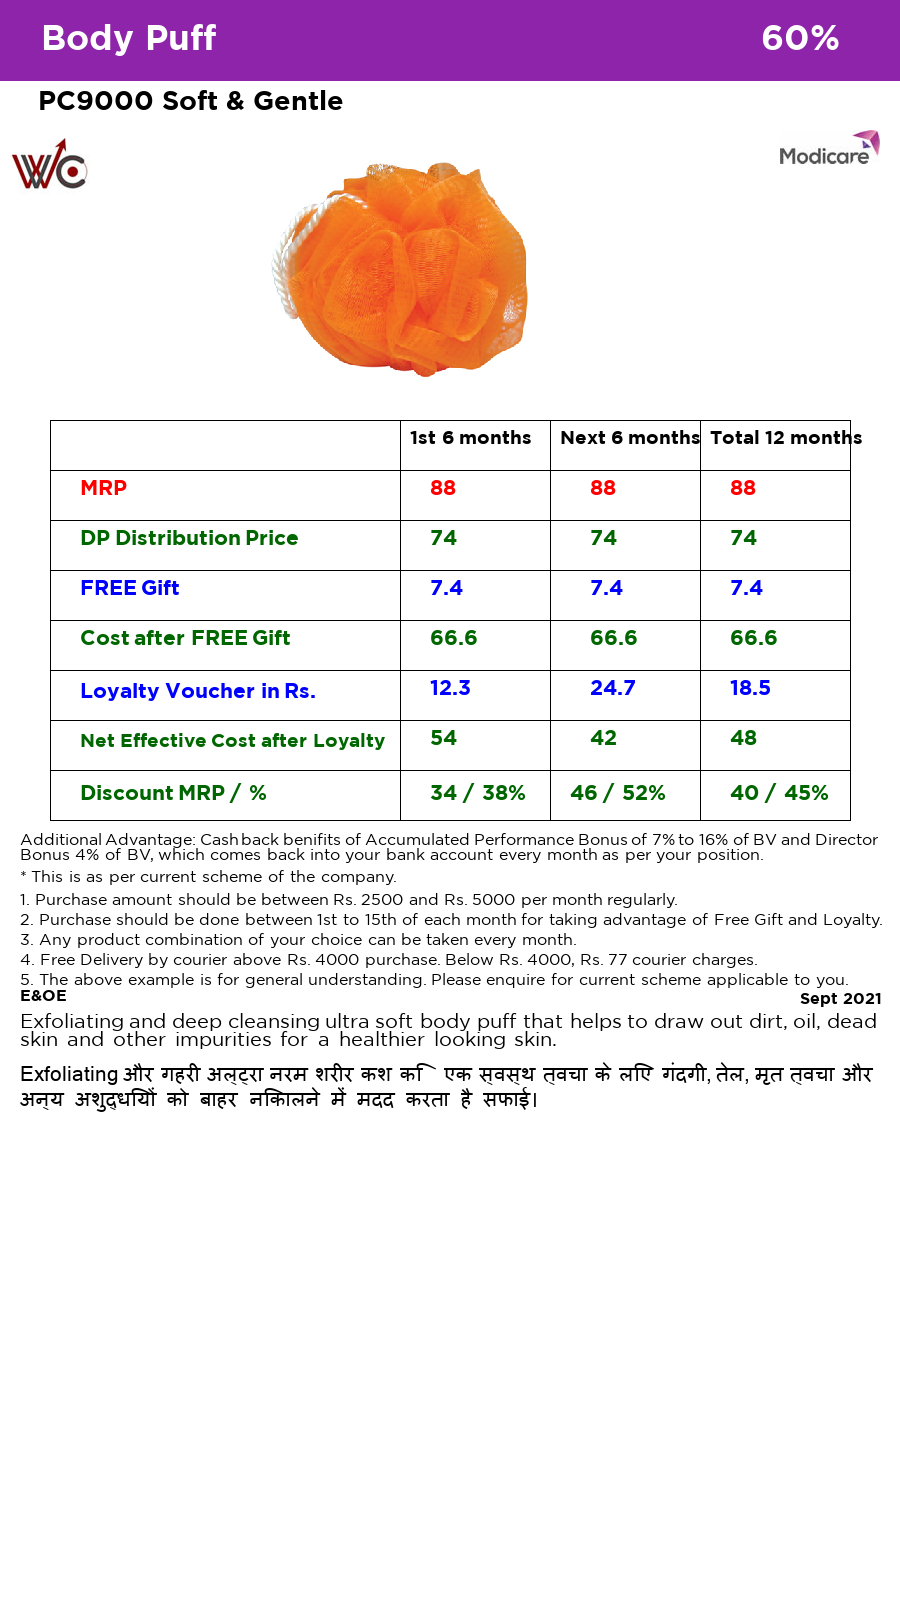 Body Puff 60%
PC9000 Soft & Gentle
WC
Modicare
1st 6 months Next 6 months Total 12 months
MRP 88 88 88
DP Distribution Price 74 74 74
FREE Gift 7.4 7.4 7.4
Cost after FREE Gift 66.6 66.6 66.6
Loyalty Voucher in Rs. 12.3 24.7 18.5
Net Effective Cost after Loyalty 54 42 48
Discount MRP / % 34 / 38% 46 / 52% 40 / 45%
Additional Advantage: Cashback benifits of Accumulated Performance Bonus of 7% to 16% of BV and Director
Bonus 4% of BV, which comes back into your bank account every month as per your position.
* This is as per current scheme of the company.
1. Purchase amount should be between Rs. 2500 and Rs. 5000 per month regularly.
2. Purchase should be done between 1st to 15th of each month for taking advantage of Free Gift and Loyalty.
3. Any product combination of your choice can be taken every month.
4. Free Delivery by courier above Rs. 4000 purchase. Below Rs. 4000, Rs. 77 courier charges.
5. The above example is for general understanding. Please enquire for current scheme applicable to you.
E&OE Sept 2021
Exfoliating and deep cleansing ultra soft body puff that helps to draw out dirt, oil, dead
skin and other impurities for a healthier looking skin.
Exfoliating और गहरी अल्ट्रा नरम शरीर कश कि एक स्वस्थ त्वचा के लिए गंदगी, तेल, मृत त्वचा और
अन्य अशुद्धियों को बाहर निकालने में मदद करता है सफाई।